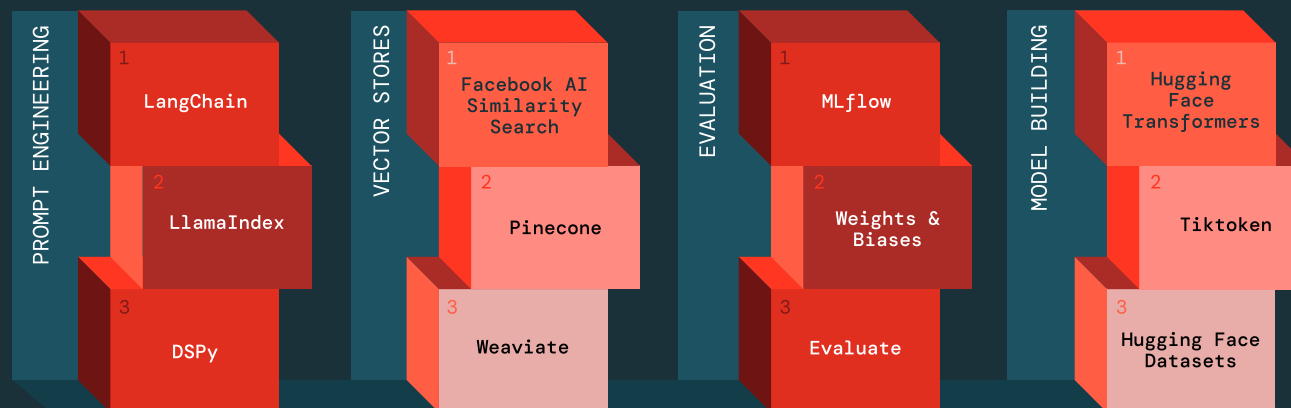 PROMPT ENGINEERING
1
LangChain
2
LlamaIndex
3
DSPy
VECTOR STORES
1
Facebook AI
Similarity
Search
2
Pinecone
3
Weaviate
EVALUATION
1
MLflow
2
Weights &
Biases
3
Evaluate
MODEL BUILDING
1
Hugging
Face
Transformers
2
Tiktoken
3
Hugging Face
Datasets